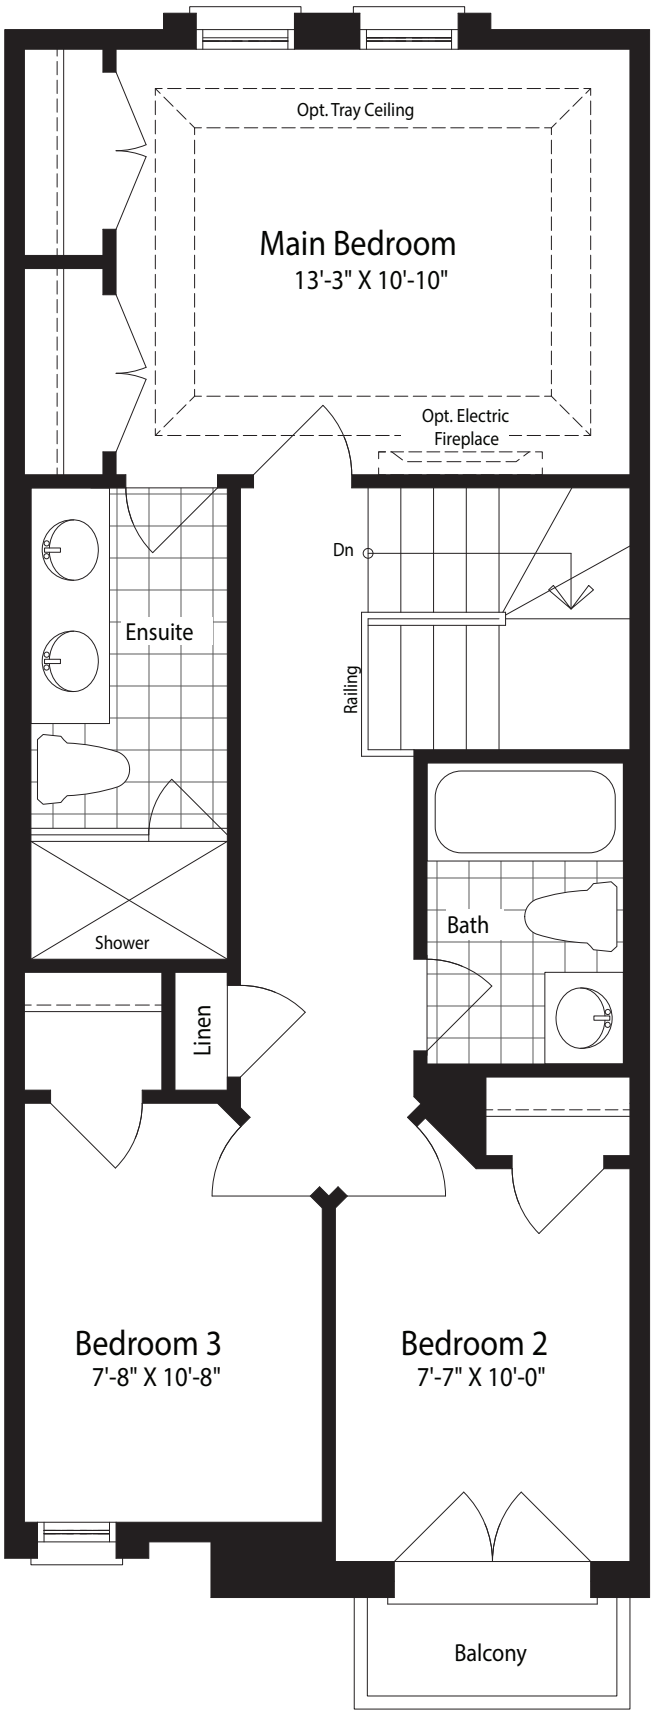 Opt. Tray Ceiling
Main Bedroom
13'-3" X 10'-10"
Opt. Electric
Fireplace
Dn
Ensuite
Railing
Bath
Shower
Linen
Bedroom 3
7'-8" X 10'-8"
Bedroom 2
7'-7" X 10'-0"
Balcony